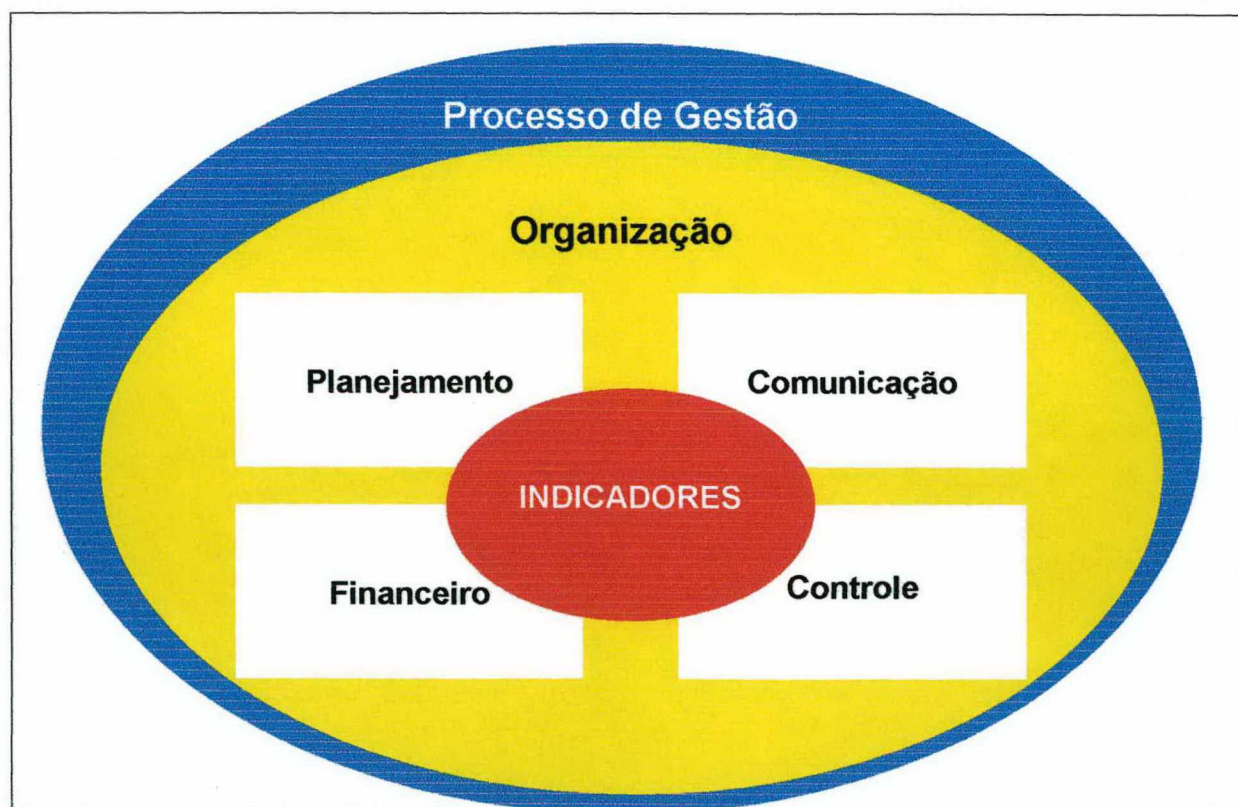 Processo de Gestão
Organização
Planejamento
Comunicação
INDICADORES
Financeiro
Controle